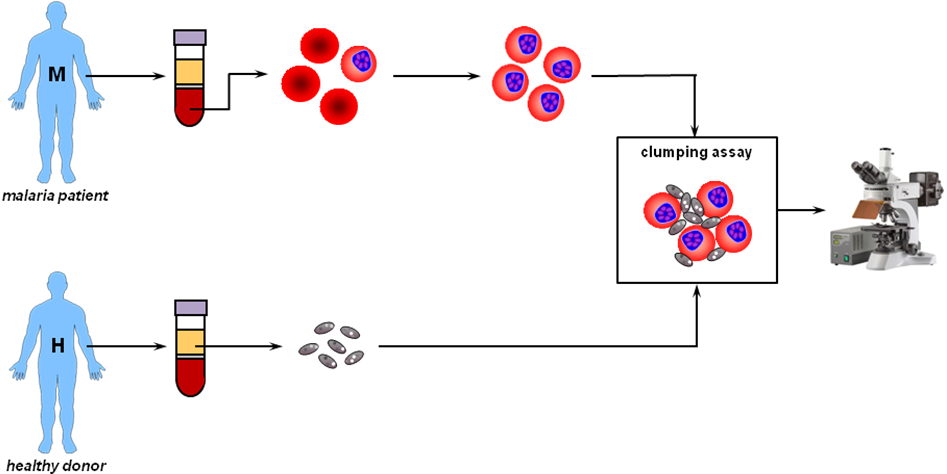 M
malaria patient
clumping assay
H
healthy donor